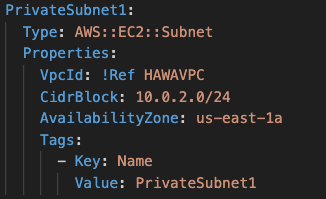 PrivateSubnet1:
  Type: AWS::EC2::Subnet
  Properties:
    VpcId: !Ref HAWAVPC
    CidrBlock: 10.0.2.0/24
    AvailabilityZone: us-east-1a
    Tags:
      - Key: Name
        Value: PrivateSubnet1